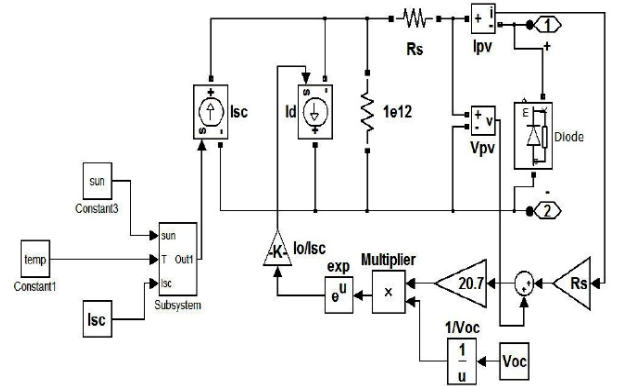 i
+
-
Ipv
1
Rs
+
+
-
Isc
s
s
-
Id
+
1e12
+
-
v
Vpv
m
Diode
-
2
sun
Constant3
temp
Constant1
Isc
sun
T Out1
Isc
Subsystem
-K-
Io/Isc
exp
e^u
Multiplier
×
20.7
+
+
Rs
1/Voc
1
u
Voc